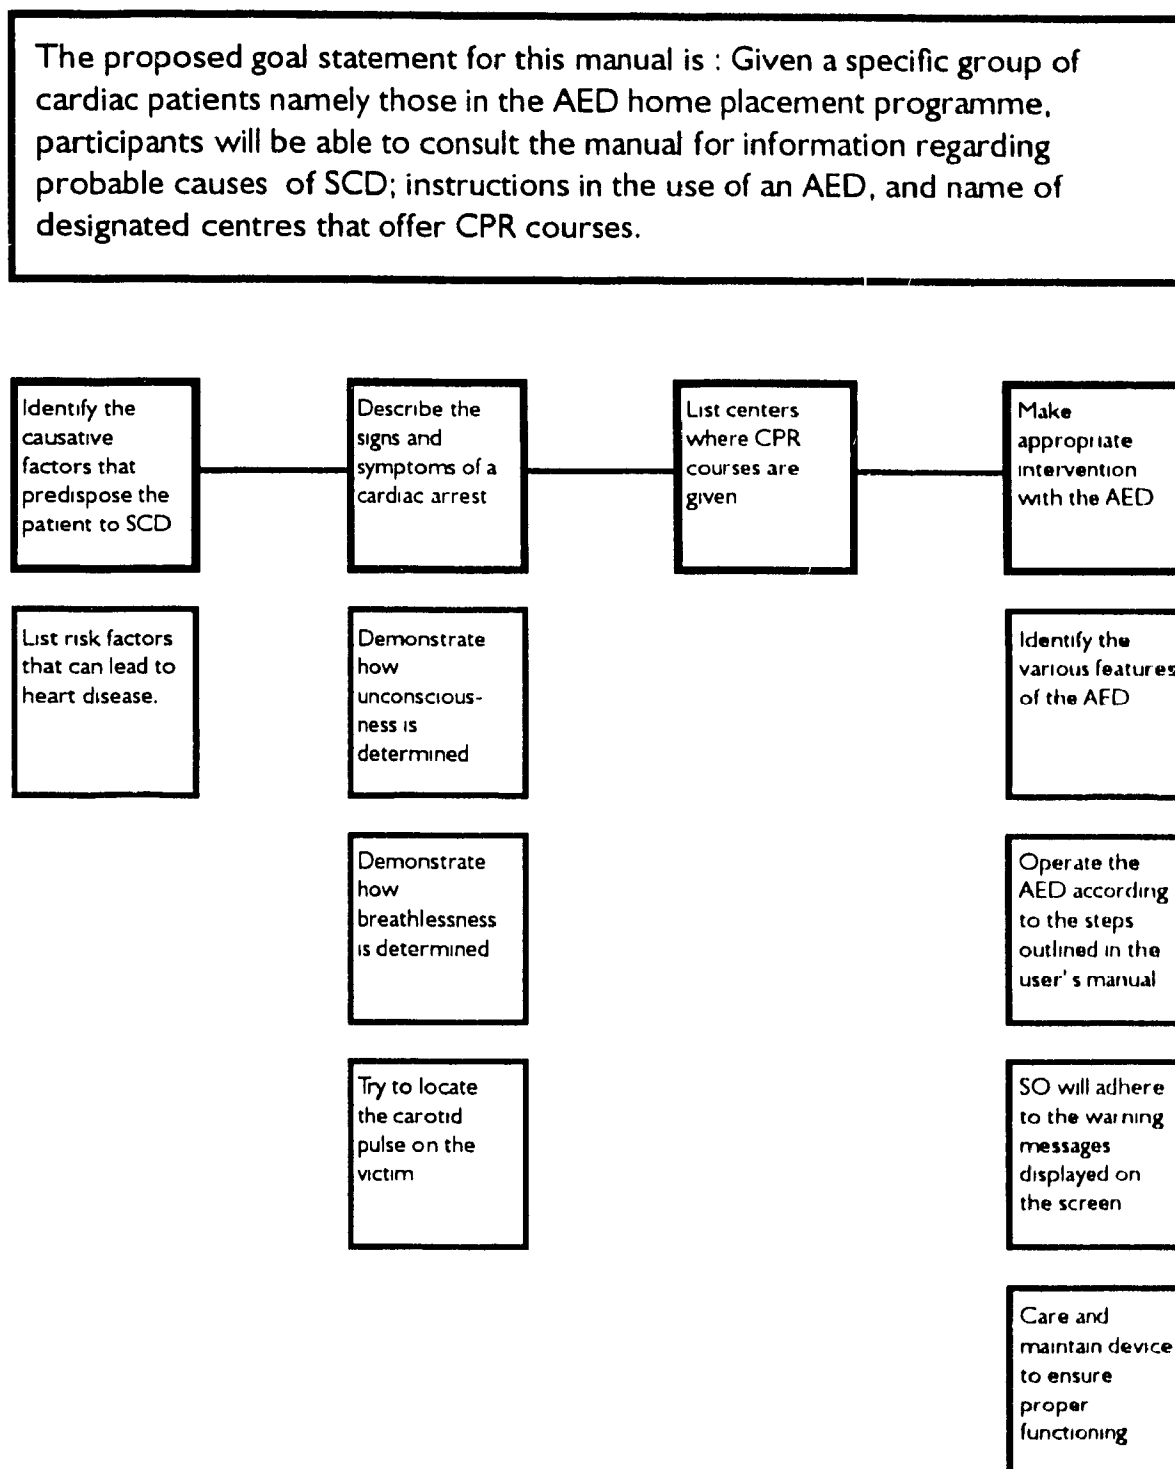 The proposed goal statement for this manual is : Given a specific group of
cardiac patients namely those in the AED home placement programme,
participants will be able to consult the manual for information regarding
probable causes of SCD; instructions in the use of an AED, and name of
designated centres that offer CPR courses.
Identify the
causative
factors that
predispose the
patient to SCD
Describe the
signs and
symptoms of a
cardiac arrest
List centers
where CPR
courses are
given
Make
appropriate
intervention
with the AED
List risk factors
that can lead to
heart disease.
Demonstrate
how
unconscious-
ness is
determined
Identify the
various features
of the AED
Demonstrate
how
breathlessness
is determined
Operate the
AED according
to the steps
outlined in the
user's manual
Try to locate
the carotid
pulse on the
victim
SO will adhere
to the warning
messages
displayed on
the screen
Care and
maintain device
to ensure
proper
functioning